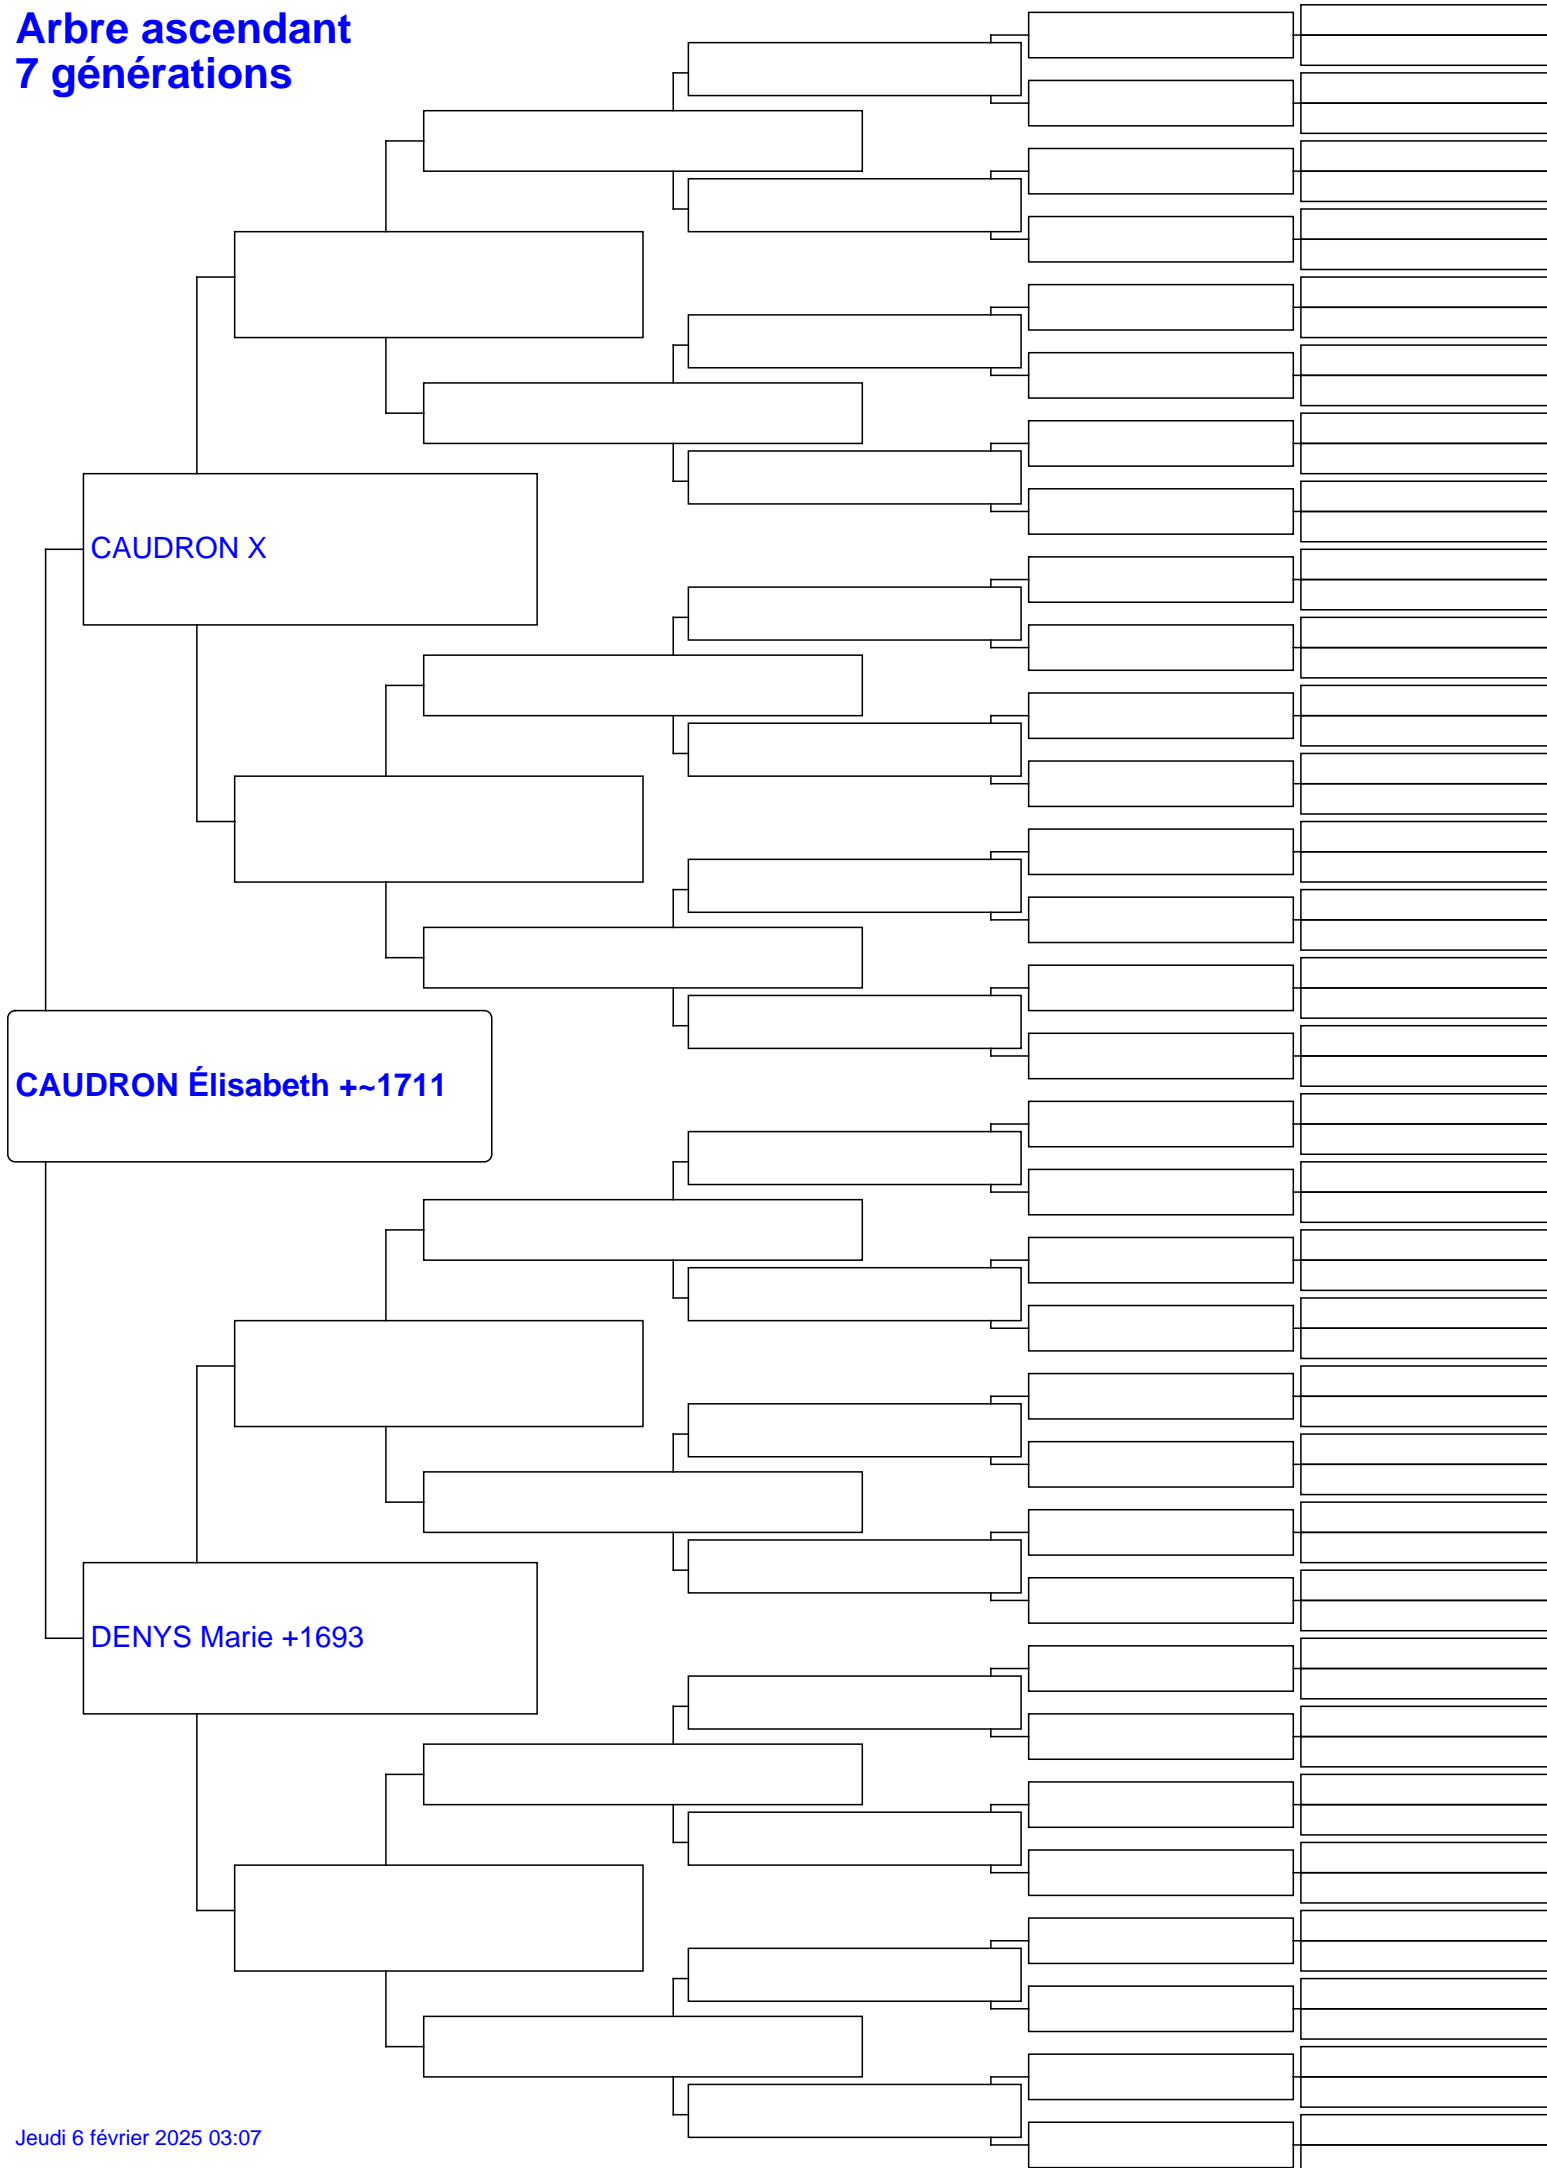 Arbre ascendant
7 générations
CAUDRON X
CAUDRON Élisabeth +~1711
DENYS Marie +1693
Jeudi 6 février 2025 03:07